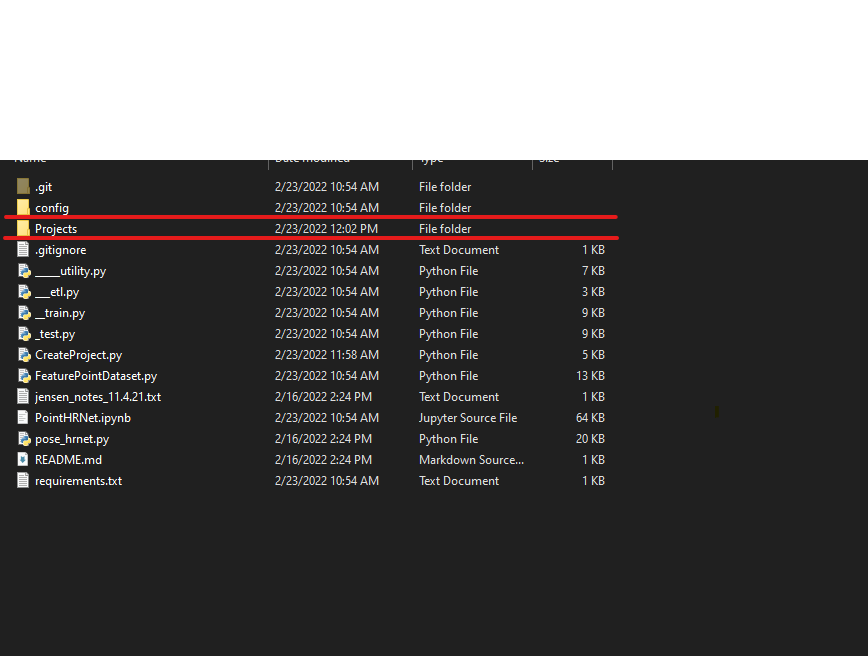 Name Date modified Type Size
.git 2/23/2022 10:54 AM File folder
config 2/23/2022 10:54 AM File folder
Projects 2/23/2022 12:02 PM File folder
.gitignore 2/23/2022 10:54 AM Text Document 1 KB
_____utility.py 2/23/2022 10:54 AM Python File 7 KB
___etl.py 2/23/2022 10:54 AM Python File 3 KB
__train.py 2/23/2022 10:54 AM Python File 9 KB
_test.py 2/23/2022 10:54 AM Python File 9 KB
CreateProject.py 2/23/2022 11:58 AM Python File 5 KB
FeaturePointDataset.py 2/23/2022 10:54 AM Python File 13 KB
jensen_notes_11.4.21.txt 2/16/2022 2:24 PM Text Document 1 KB
PointHRNet.ipynb 2/23/2022 10:54 AM Jupyter Source File 64 KB
pose_hrnet.py 2/16/2022 2:24 PM Python File 20 KB
README.md 2/16/2022 2:24 PM Markdown Source... 1 KB
requirements.txt 2/23/2022 10:54 AM Text Document 1 KB